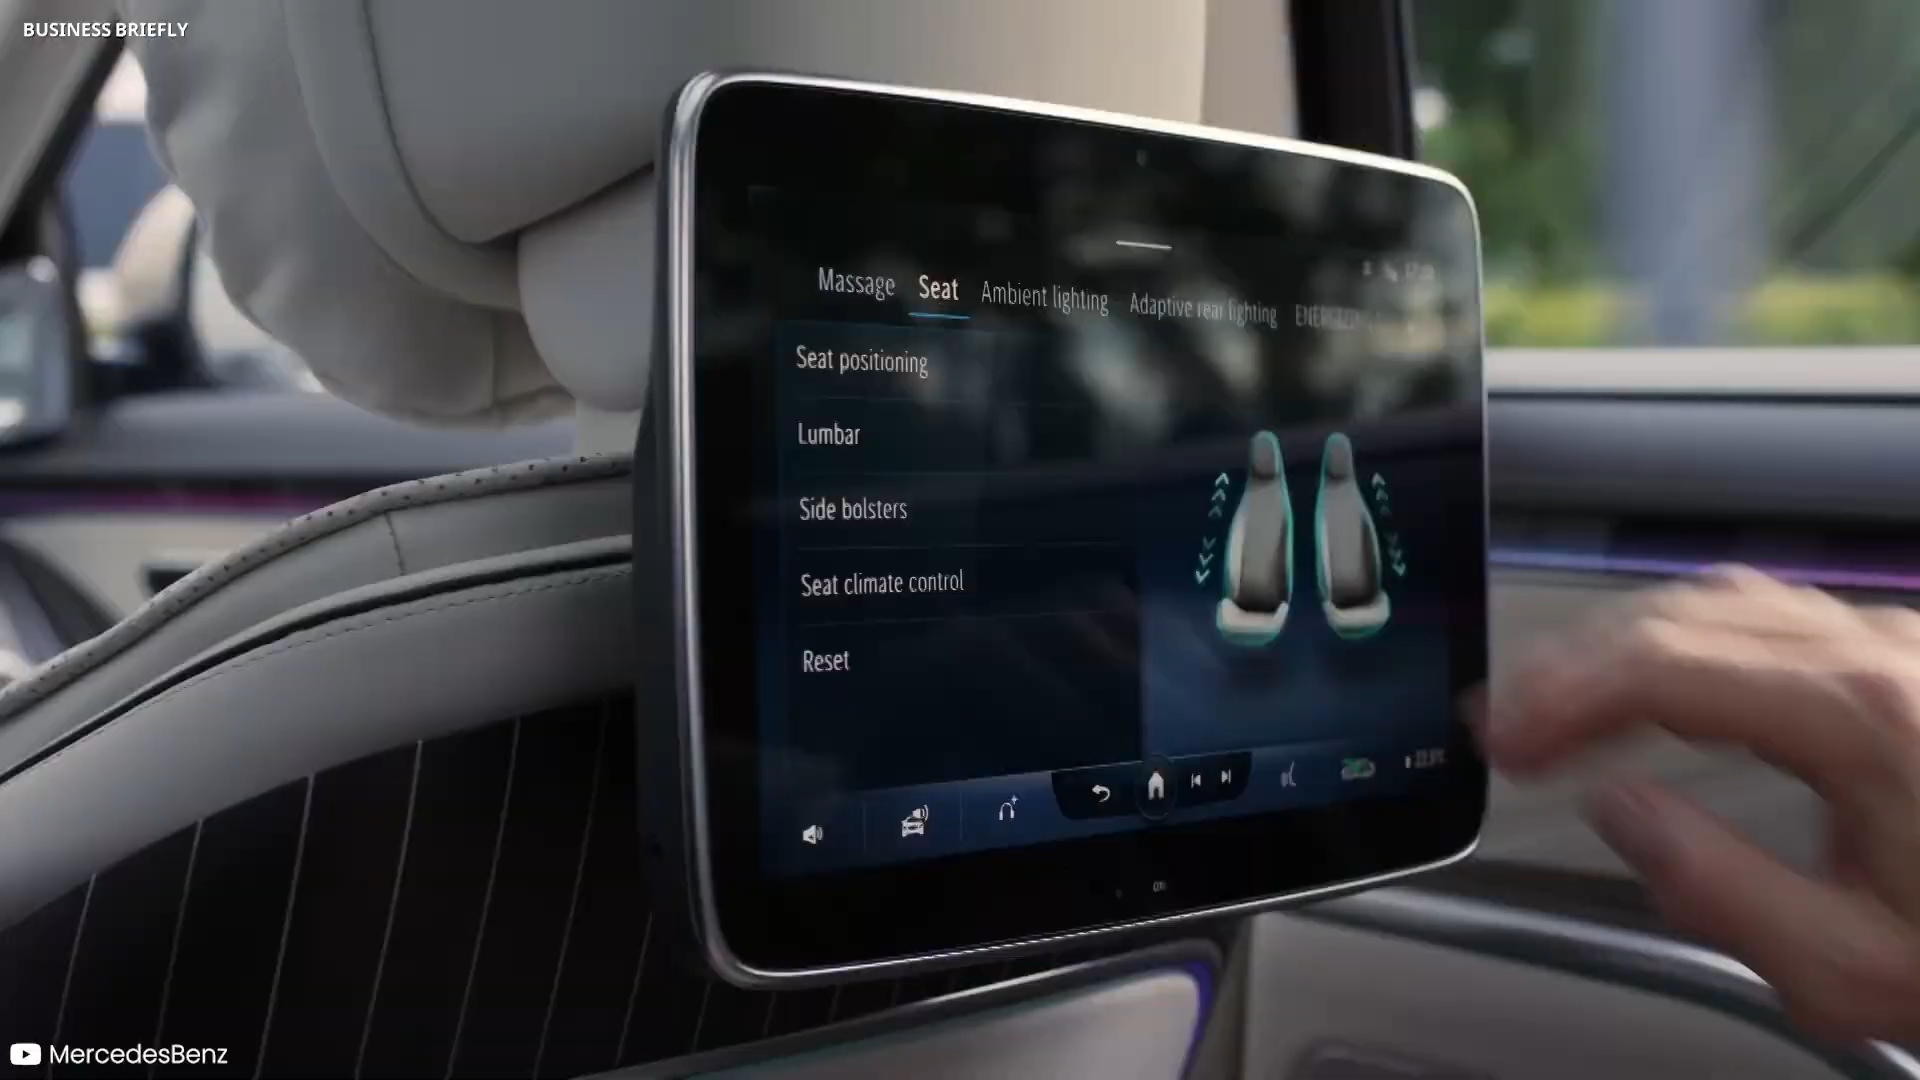 BUSINESS BRIEFLY
Massage Seat Ambient lighting Adaptive rear lighting
Seat positioning
Lumbar
Side bolsters
Seat climate control
Reset
MercedesBenz